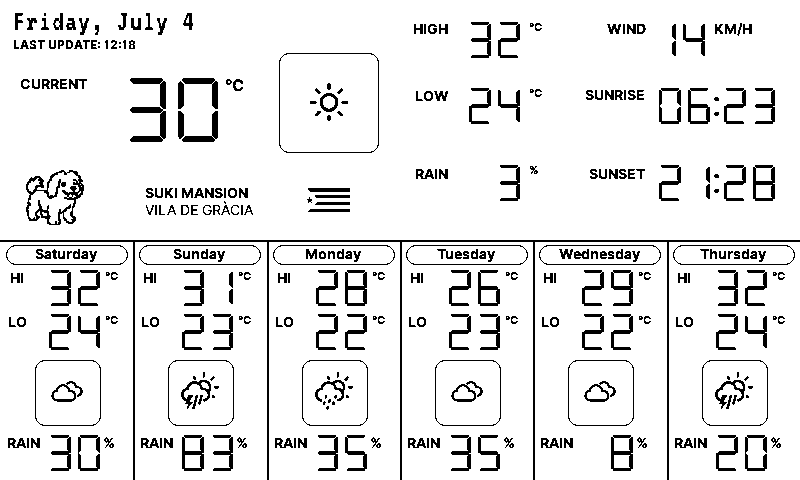 Friday, July 4
LAST UPDATE: 12:18
CURRENT 30 °C
SUKI MANSION
VILA DE GRÀCIA
HIGH 32 °C
LOW 24 °C
RAIN 3 %
WIND 14 KM/H
SUNRISE 06:23
SUNSET 21:28
Saturday
HI 32 °C
LO 24 °C
RAIN 30 %
Sunday
HI 31 °C
LO 23 °C
RAIN 83 %
Monday
HI 28 °C
LO 22 °C
RAIN 35 %
Tuesday
HI 26 °C
LO 23 °C
RAIN 35 %
Wednesday
HI 29 °C
LO 22 °C
RAIN 8 %
Thursday
HI 32 °C
LO 24 °C
RAIN 20 %